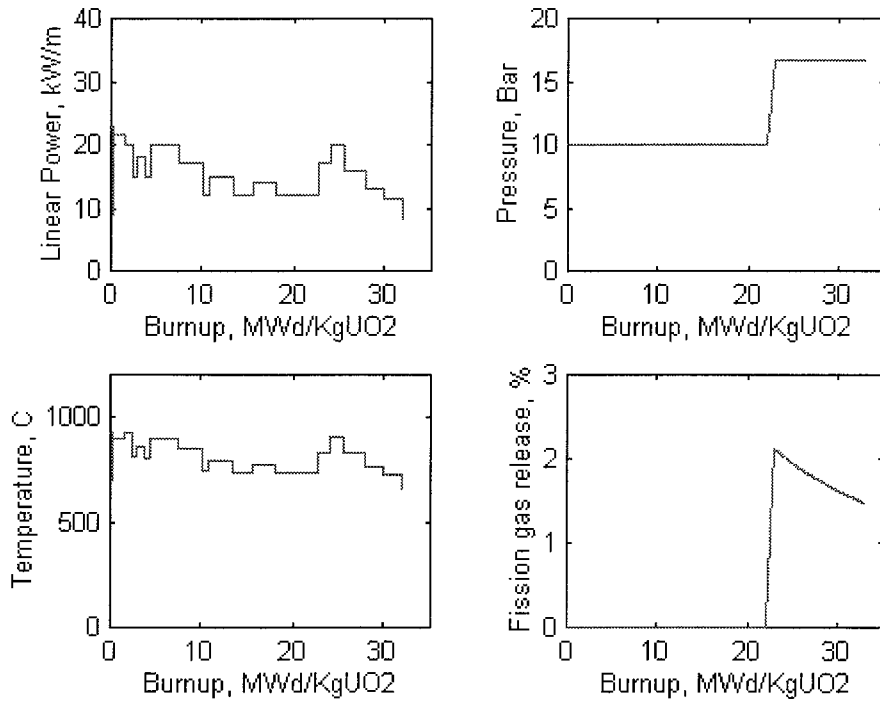 Linear Power, kW/m
40
30
20
10
0
0 10 20 30
Burnup, MWd/KgUO2
Pressure, Bar
20
15
10
5
0
0 10 20 30
Burnup, MWd/KgUO2
Temperature, C
1000
500
0
0 10 20 30
Burnup, MWd/KgUO2
Fission gas release, %
3
2
1
0
0 10 20 30
Burnup, MWd/KgUO2